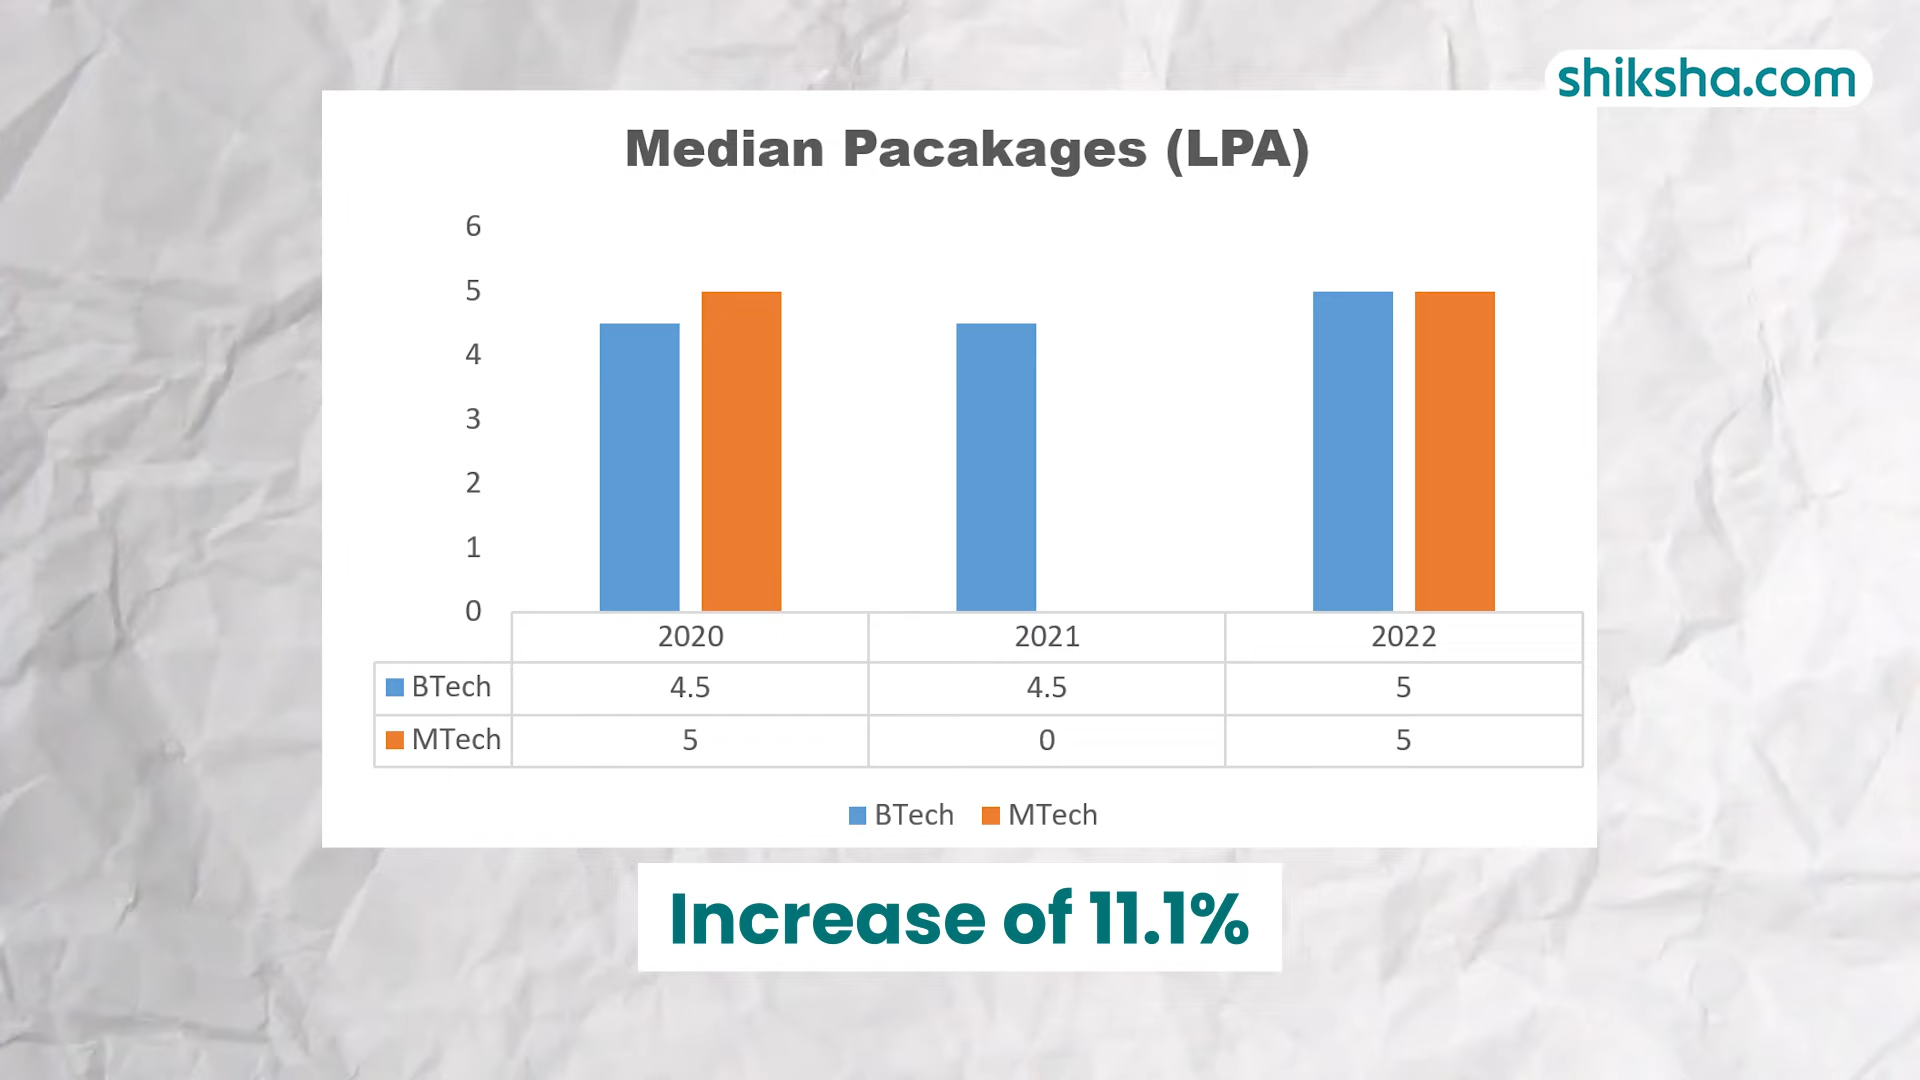 shiksha.com
Median Pacakages (LPA)
6
5
4
3
2
1
0
2020 2021 2022
BTech 4.5 4.5 5
MTech 5 0 5
BTech MTech
Increase of 11.1%